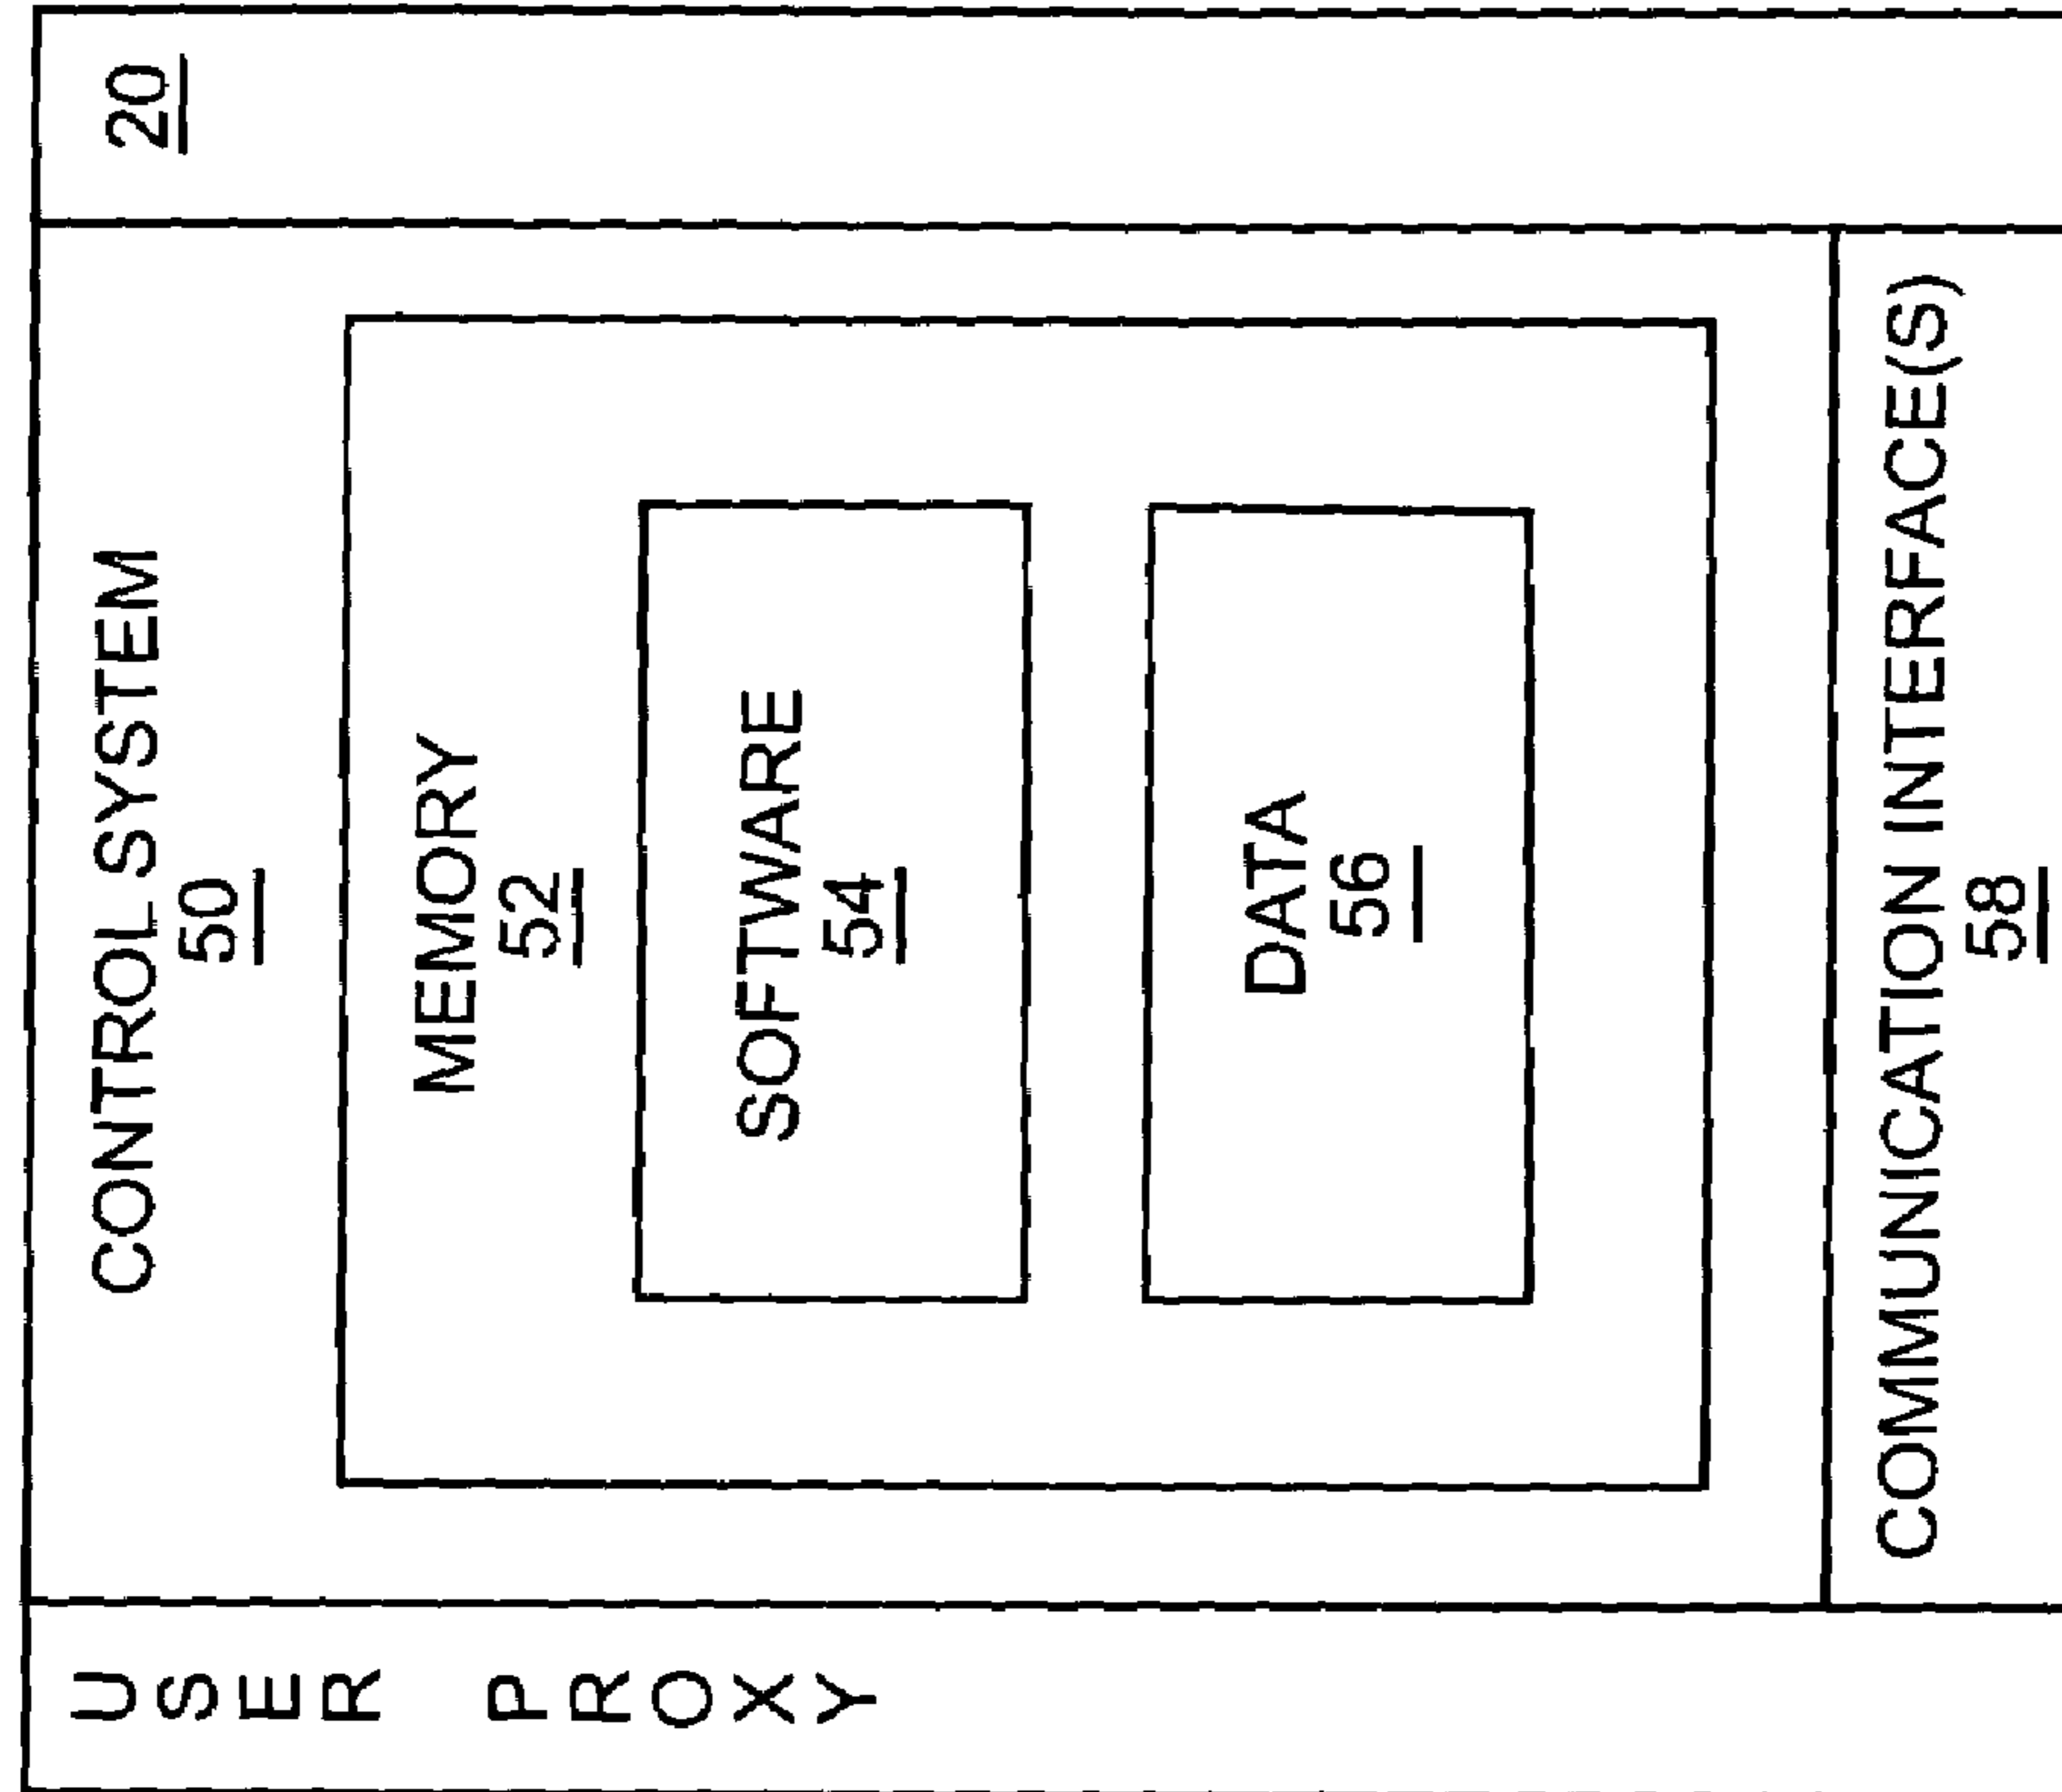 USER PROXY
20
CONTROL SYSTEM
50
MEMORY
52
SOFTWARE
54
DATA
56
COMMUNICATION INTERFACE(S)
58